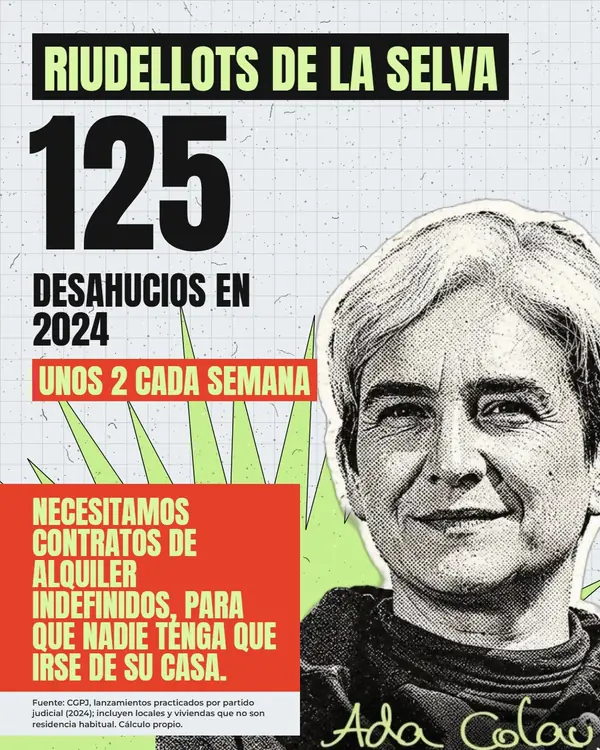 RIUDELLOTS DE LA SELVA
125
DESAHUCIOS EN
2024
UNOS 2 CADA SEMANA
NECESITAMOS
CONTRATOS DE
ALQUILER
INDEFINIDOS, PARA
QUE NADIE TENGA QUE
IRSE DE SU CASA.
Fuente: CGPJ, lanzamientos practicados por partido
judicial (2024); incluyen locales y viviendas que no son
residencia habitual. Cálculo propio.
Ada Colau